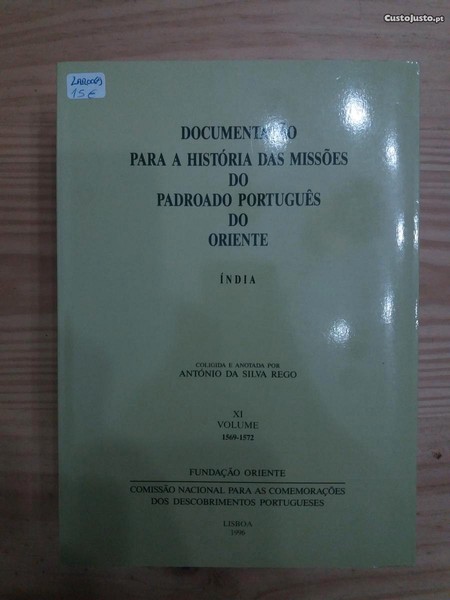 CustoJusto.pt
15€
DOCUMENTAÇÃO
PARA A HISTÓRIA DAS MISSÕES
DO
PADROADO PORTUGUÊS
DO
ORIENTE
ÍNDIA
COLIGIDA E ANOTADA POR
ANTÓNIO DA SILVA REGO
XI
VOLUME
1569-1572
FUNDAÇÃO ORIENTE
COMISSÃO NACIONAL PARA AS COMEMORAÇÕES
DOS DESCOBRIMENTOS PORTUGUESES
LISBOA
1996